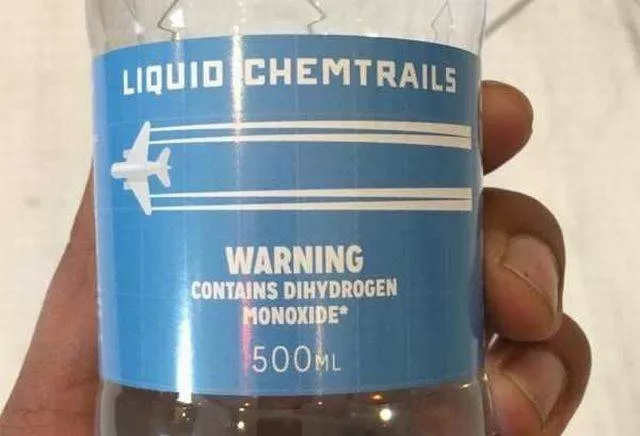 LIQUID CHEMTRAILS
WARNING
CONTAINS DIHYDROGEN
MONOXIDE*
500ML